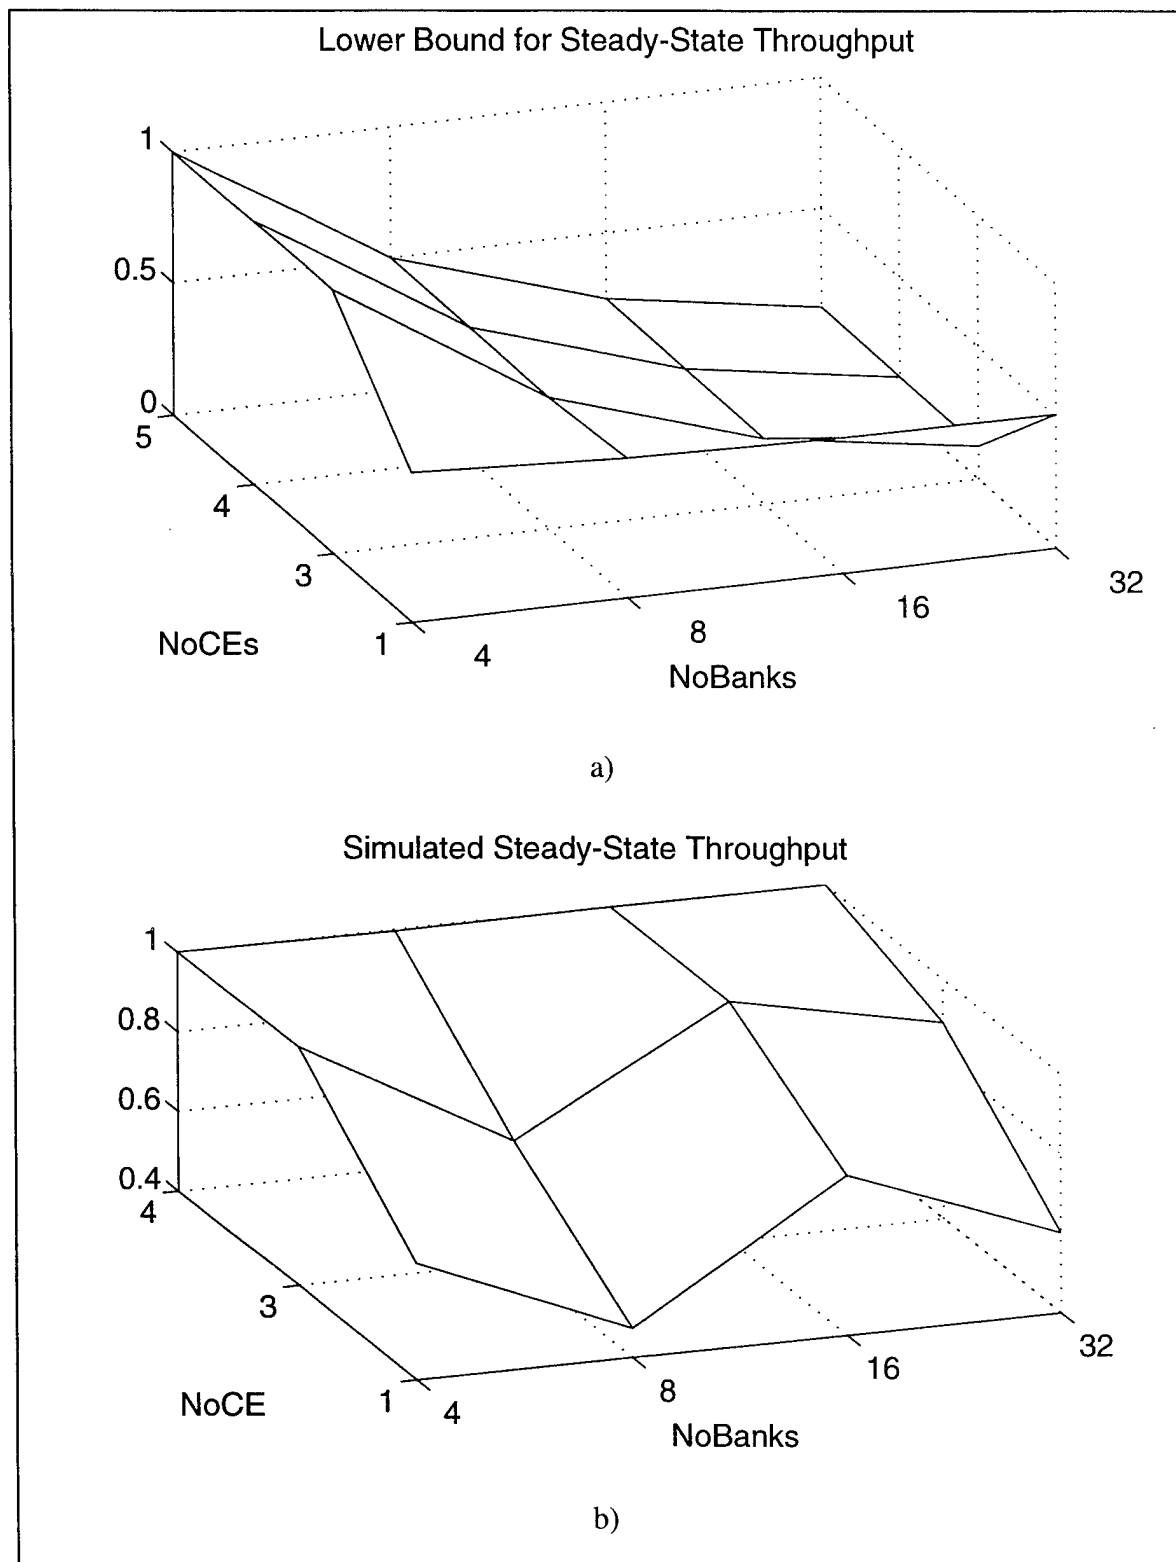 Lower Bound for Steady-State Throughput
1
0.5
0
5
4
3
1
4
8
16
32
NoCEs
NoBanks
a)
Simulated Steady-State Throughput
1
0.8
0.6
0.4
4
3
1
4
8
16
32
NoCE
NoBanks
b)